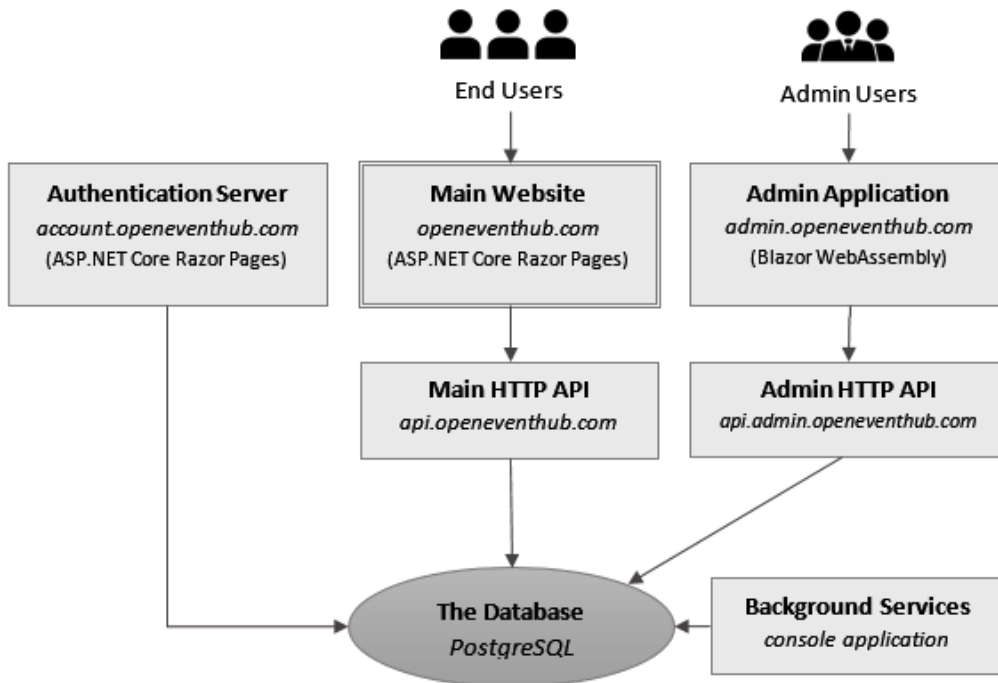 End Users
Admin Users
Authentication Server
account.openeventhub.com
(ASP.NET Core Razor Pages)
Main Website
openeventhub.com
(ASP.NET Core Razor Pages)
Admin Application
admin.openeventhub.com
(Blazor WebAssembly)
Main HTTP API
api.openeventhub.com
Admin HTTP API
api.admin.openeventhub.com
The Database
PostgreSQL
Background Services
console application